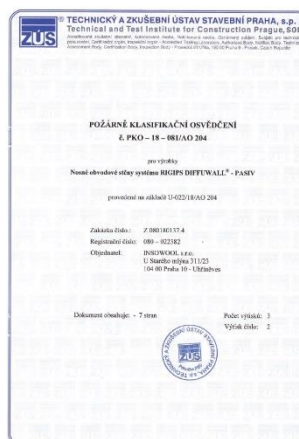 ZÚS
TECHNICKÝ A ZKUŠEBNÍ ÚSTAV STAVEBNÍ PRAHA, s.p.
Technical and Test Institute for Construction Prague, SOE
POŽÁRNĚ KLASIFIKAČNÍ OSVĚDČENÍ
č. PKO – 18 – 081/AO 204
pro výrobky
Nosné obvodové stěny systému RIGIPS DIFFUWALL® - PASIV
provedené na základě U-022/18/AO 204
Zakázka číslo: Z 080180137.4
Registrační číslo: 080 – 022382
Objednatel: INNOWOOL s.r.o.
U Starého mlýna 311/25
104 00 Praha 10 - Uhříněves
Dokument obsahuje: - 7 stran
Počet výtisků: 3
Výtisk číslo: 2
ZÚS